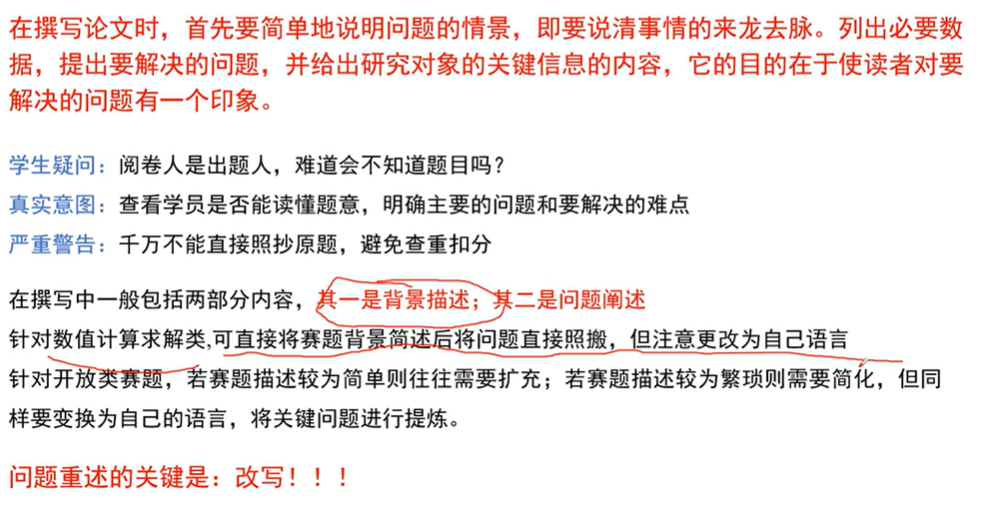 在撰写论文时，首先要简单地说明问题的情景，即要说清事情的来龙去脉。列出必要数
据，提出要解决的问题，并给出研究对象的关键信息的内容，它的目的在于使读者对要
解决的问题有一个印象。
学生疑问：阅卷人是出题人，难道会不知道题目吗？
真实意图：查看学员是否能读懂题意，明确主要的问题和要解决的难点
严重警告：千万不能直接照抄原题，避免查重扣分
在撰写中一般包括两部分内容，其一是背景描述；其二是问题阐述
针对数值计算求解类,可直接将赛题背景简述后将问题直接照搬，但注意更改为自己语言
针对开放类赛题，若赛题描述较为简单则往往需要扩充；若赛题描述较为繁琐则需要简化，但同
样要变换为自己的语言，将关键问题进行提炼。
问题重述的关键是：改写！！！